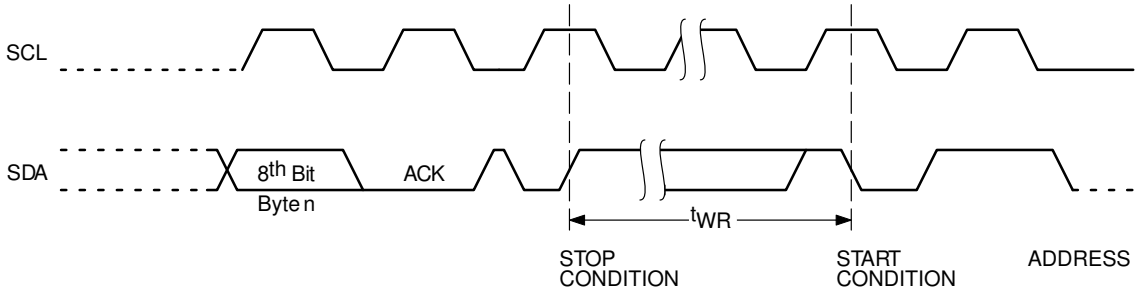 SCL
SDA
8th Bit
Byte n
ACK
tWR
STOP
CONDITION
START
CONDITION
ADDRESS